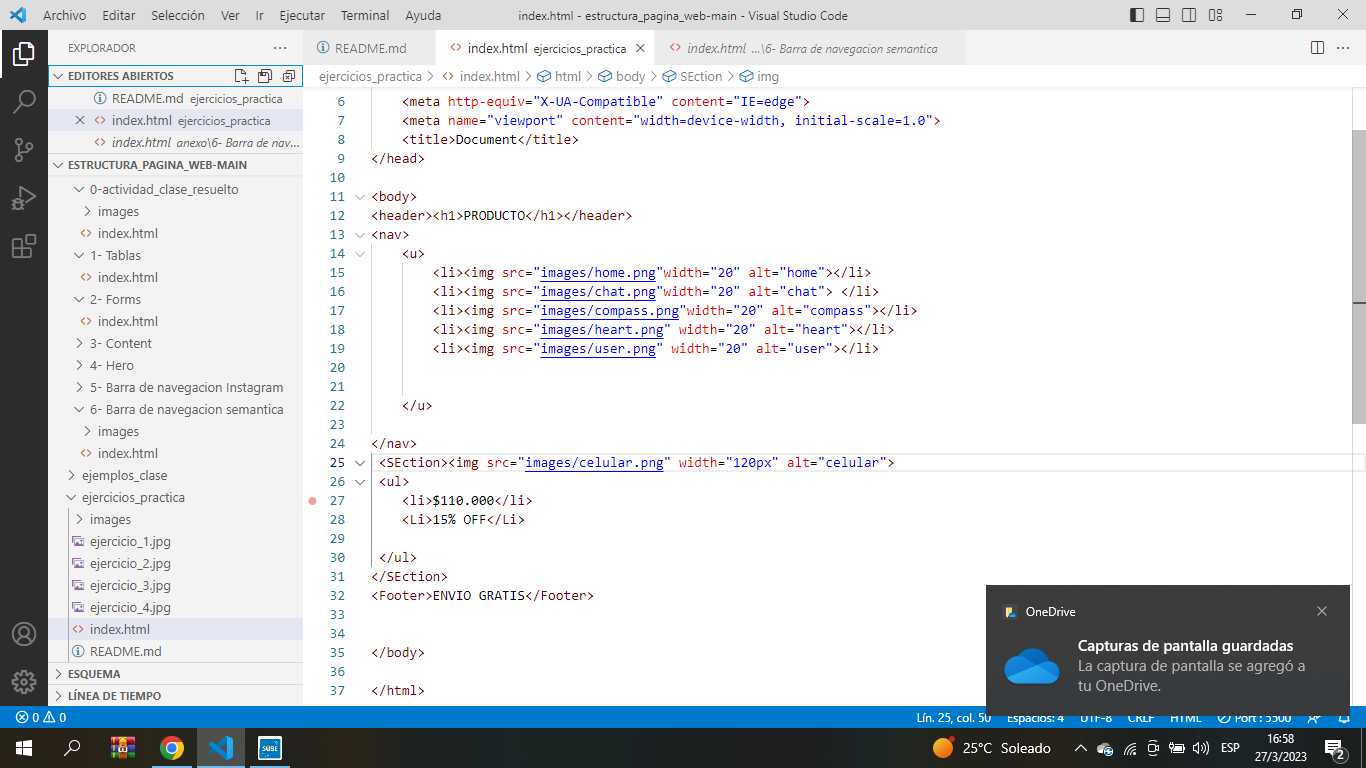 Archivo Editar Selección Ver Ir Ejecutar Terminal Ayuda index.html - estructura_pagina_web-main - Visual Studio Code
EXPLORADOR
README.md
index.html ejercicios_practica
index.html ...\6- Barra de navegacion semantica
EDITORES ABIERTOS
README.md ejercicios_practica
index.html ejercicios_practica
index.html anexo\6- Barra de nav...
ESTRUCTURA_PAGINA_WEB-MAIN
0-actividad_clase_resuelto
images
index.html
1- Tablas
index.html
2- Forms
index.html
3- Content
4- Hero
5- Barra de navegacion Instagram
6- Barra de navegacion semantica
images
index.html
ejemplos_clase
ejercicios_practica
images
ejercicio_1.jpg
ejercicio_2.jpg
ejercicio_3.jpg
ejercicio_4.jpg
index.html
README.md
ESQUEMA
LÍNEA DE TIEMPO
ejercicios_practica > index.html > html > body > SEction > img
6 <meta http-equiv="X-UA-Compatible" content="IE=edge">
7 <meta name="viewport" content="width=device-width, initial-scale=1.0">
8 <title>Document</title>
9 </head>
10
11 <body>
12 <header><h1>PRODUCTO</h1></header>
13 <nav>
14 <u>
15 <li><img src="images/home.png"width="20" alt="home"></li>
16 <li><img src="images/chat.png"width="20" alt="chat"> </li>
17 <li><img src="images/compass.png"width="20" alt="compass"></li>
18 <li><img src="images/heart.png" width="20" alt="heart"></li>
19 <li><img src="images/user.png" width="20" alt="user"></li>
20
21
22 </u>
23
24 </nav>
25 <SEction><img src="images/celular.png" width="120px" alt="celular">
26 <ul>
27 <li>$110.000</li>
28 <Li>15% OFF</Li>
29
30 </ul>
31 </SEction>
32 <Footer>ENVIO GRATIS</Footer>
33
34
35 </body>
36
37 </html>
OneDrive
Capturas de pantalla guardadas
La captura de pantalla se agregó a
tu OneDrive.
0 0 Lín. 25, col. 50 Espacios: 4 UTF-8 CRLF HTML Port : 5500
SUBE
25°C Soleado ESP
16:58
27/3/2023
2